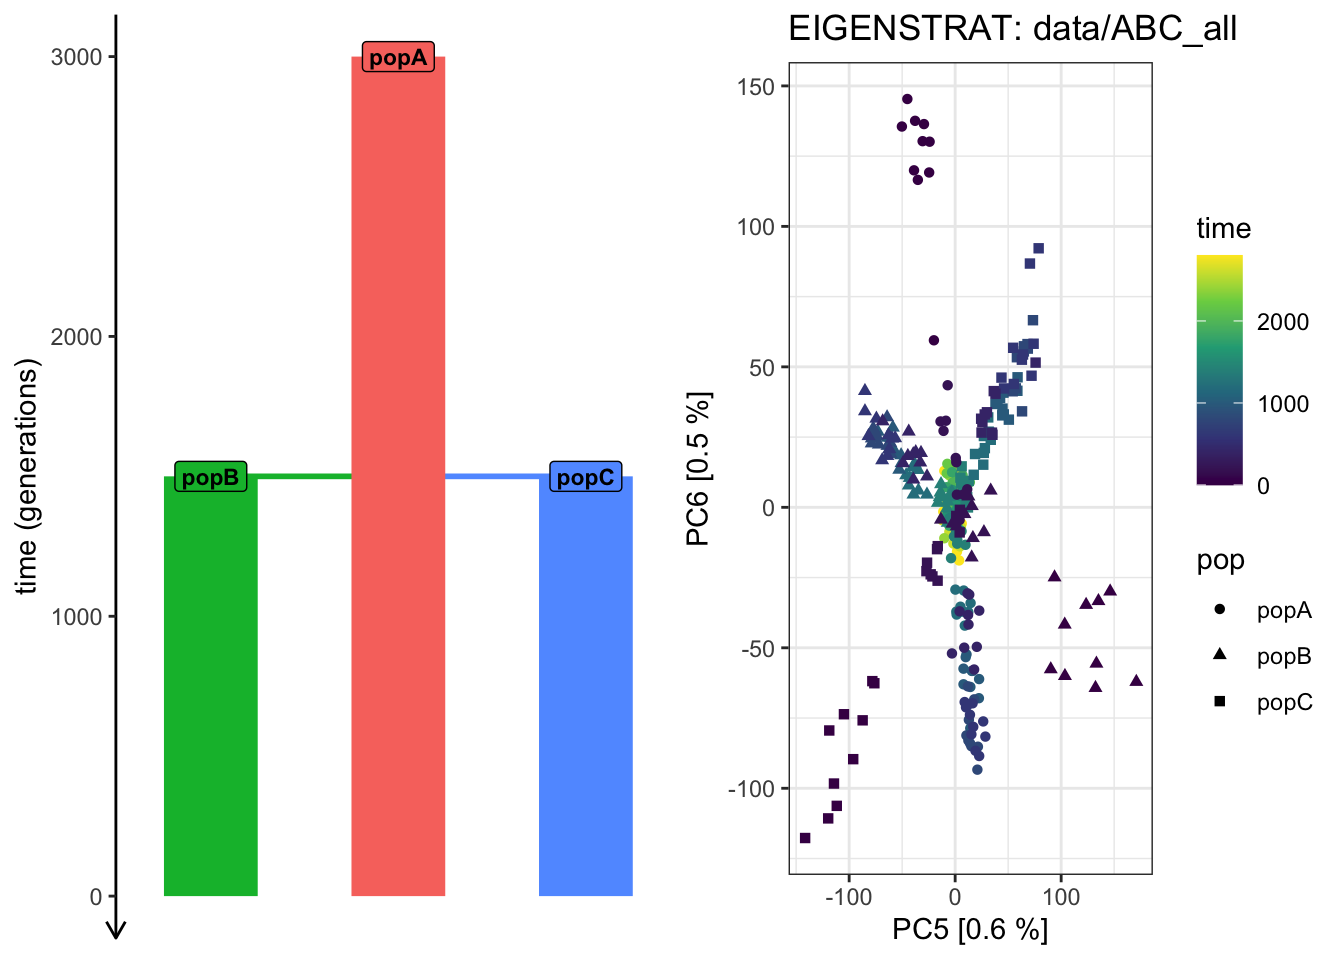 time (generations)
3000
2000
1000
0
popA
popB
popC
EIGENSTRAT: data/ABC_all
PC6 [0.5 %]
150
100
50
0
-50
-100
-100
0
100
PC5 [0.6 %]
time
2000
1000
0
pop
popA
popB
popC